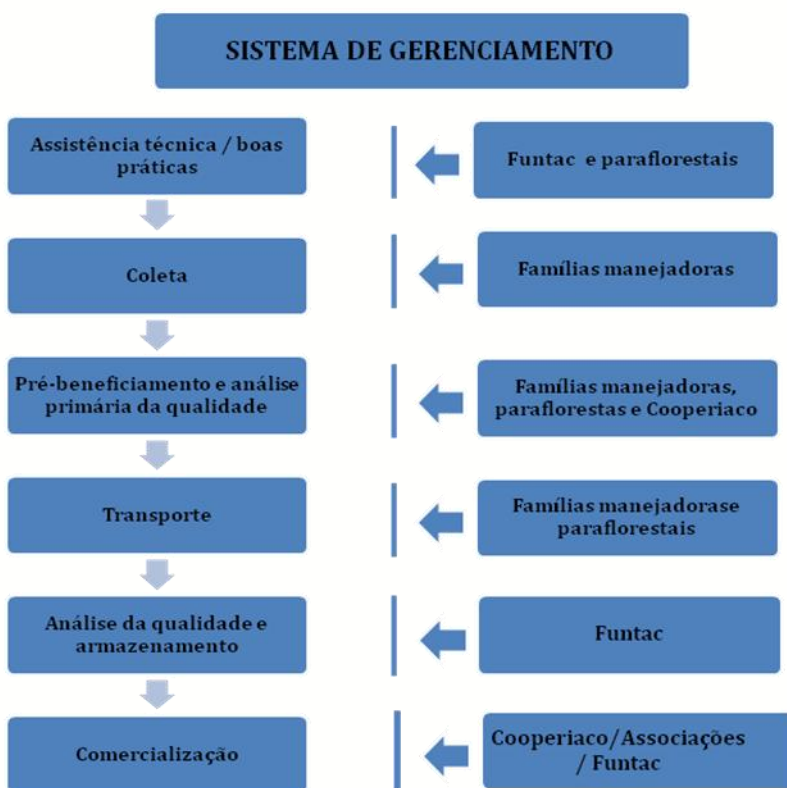 SISTEMA DE GERENCIAMENTO
Assistência técnica / boas
práticas
Funtac e paraflorestais
Coleta
Famílias manejadoras
Pré-beneficiamento e análise
primária da qualidade
Famílias manejadoras,
paraflorestas e Cooperiaco
Transporte
Famílias manejadorase
paraflorestais
Análise da qualidade e
armazenamento
Funtac
Comercialização
Cooperiaco/Associações
/ Funtac